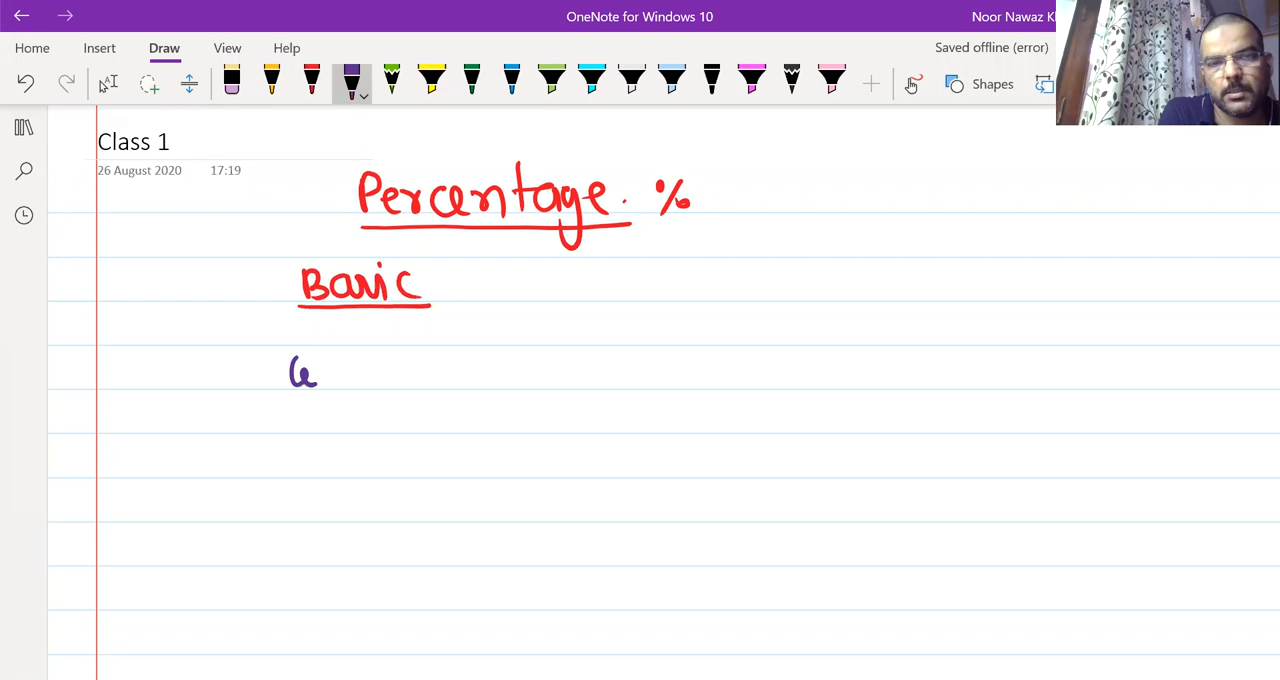 OneNote for Windows 10
Noor Nawaz Kh
Home Insert Draw View Help
Saved offline (error)
Shapes
Class 1
26 August 2020 17:19
Percentage. %
Basic